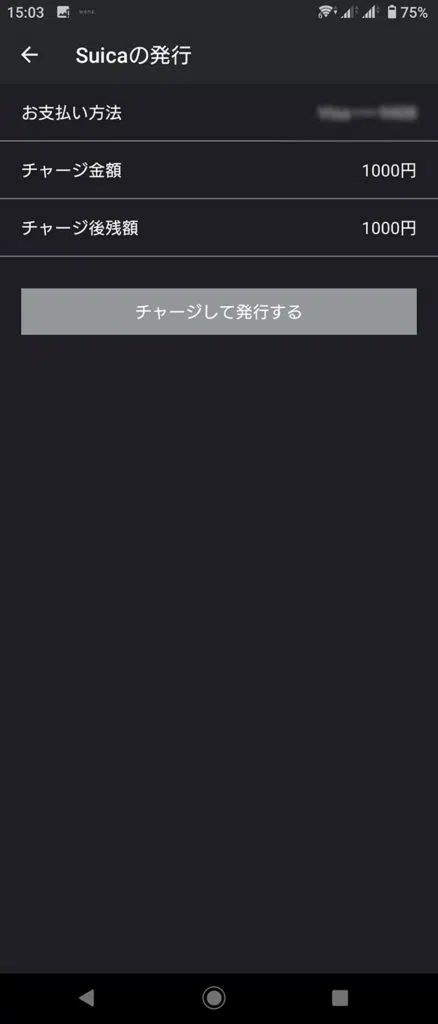 15:03
wena
75%
Suicaの発行
お支払い方法
チャージ金額 1000円
チャージ後残額 1000円
チャージして発行する